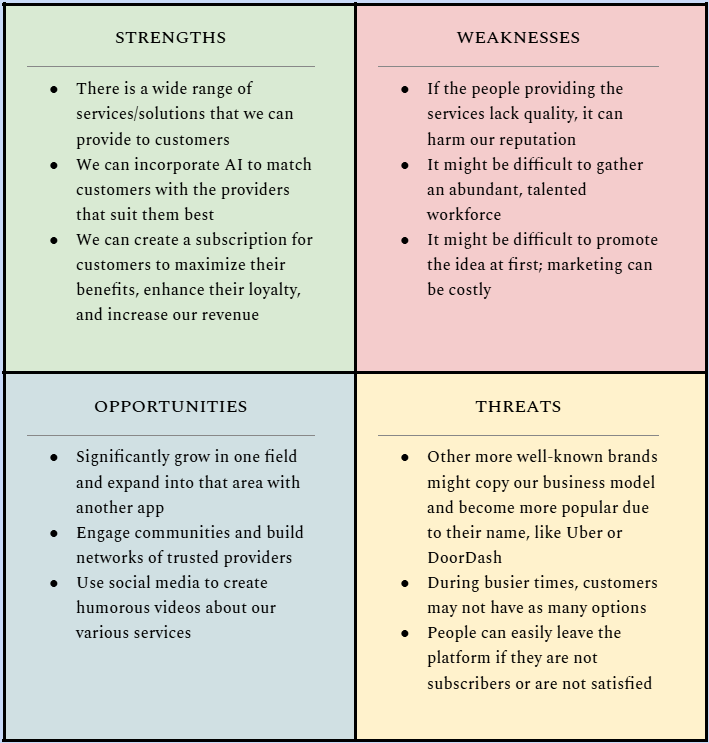 STRENGTHS
● There is a wide range of
services/solutions that we can
provide to customers
● We can incorporate AI to match
customers with the providers
that suit them best
● We can create a subscription for
customers to maximize their
benefits, enhance their loyalty,
and increase our revenue
WEAKNESSES
● If the people providing the
services lack quality, it can
harm our reputation
● It might be difficult to gather
an abundant, talented
workforce
● It might be difficult to promote
the idea at first; marketing can
be costly
OPPORTUNITIES
● Significantly grow in one field
and expand into that area with
another app
● Engage communities and build
networks of trusted providers
● Use social media to create
humorous videos about our
various services
THREATS
● Other more well-known brands
might copy our business model
and become more popular due
to their name, like Uber or
DoorDash
● During busier times, customers
may not have as many options
● People can easily leave the
platform if they are not
subscribers or are not satisfied